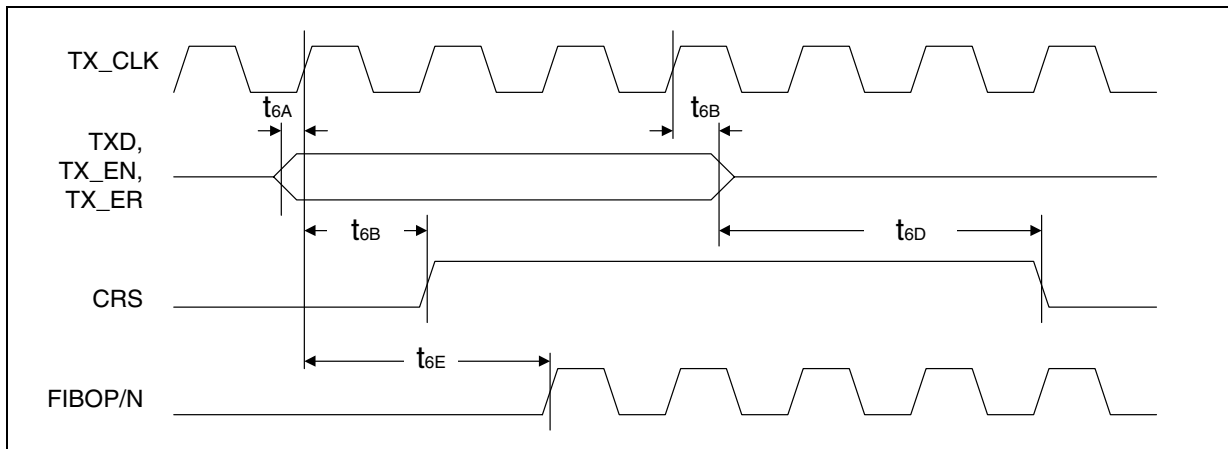 TX_CLK
t6A
t6B
TXD,
TX_EN,
TX_ER
t6B
t6D
CRS
t6E
FIBOP/N